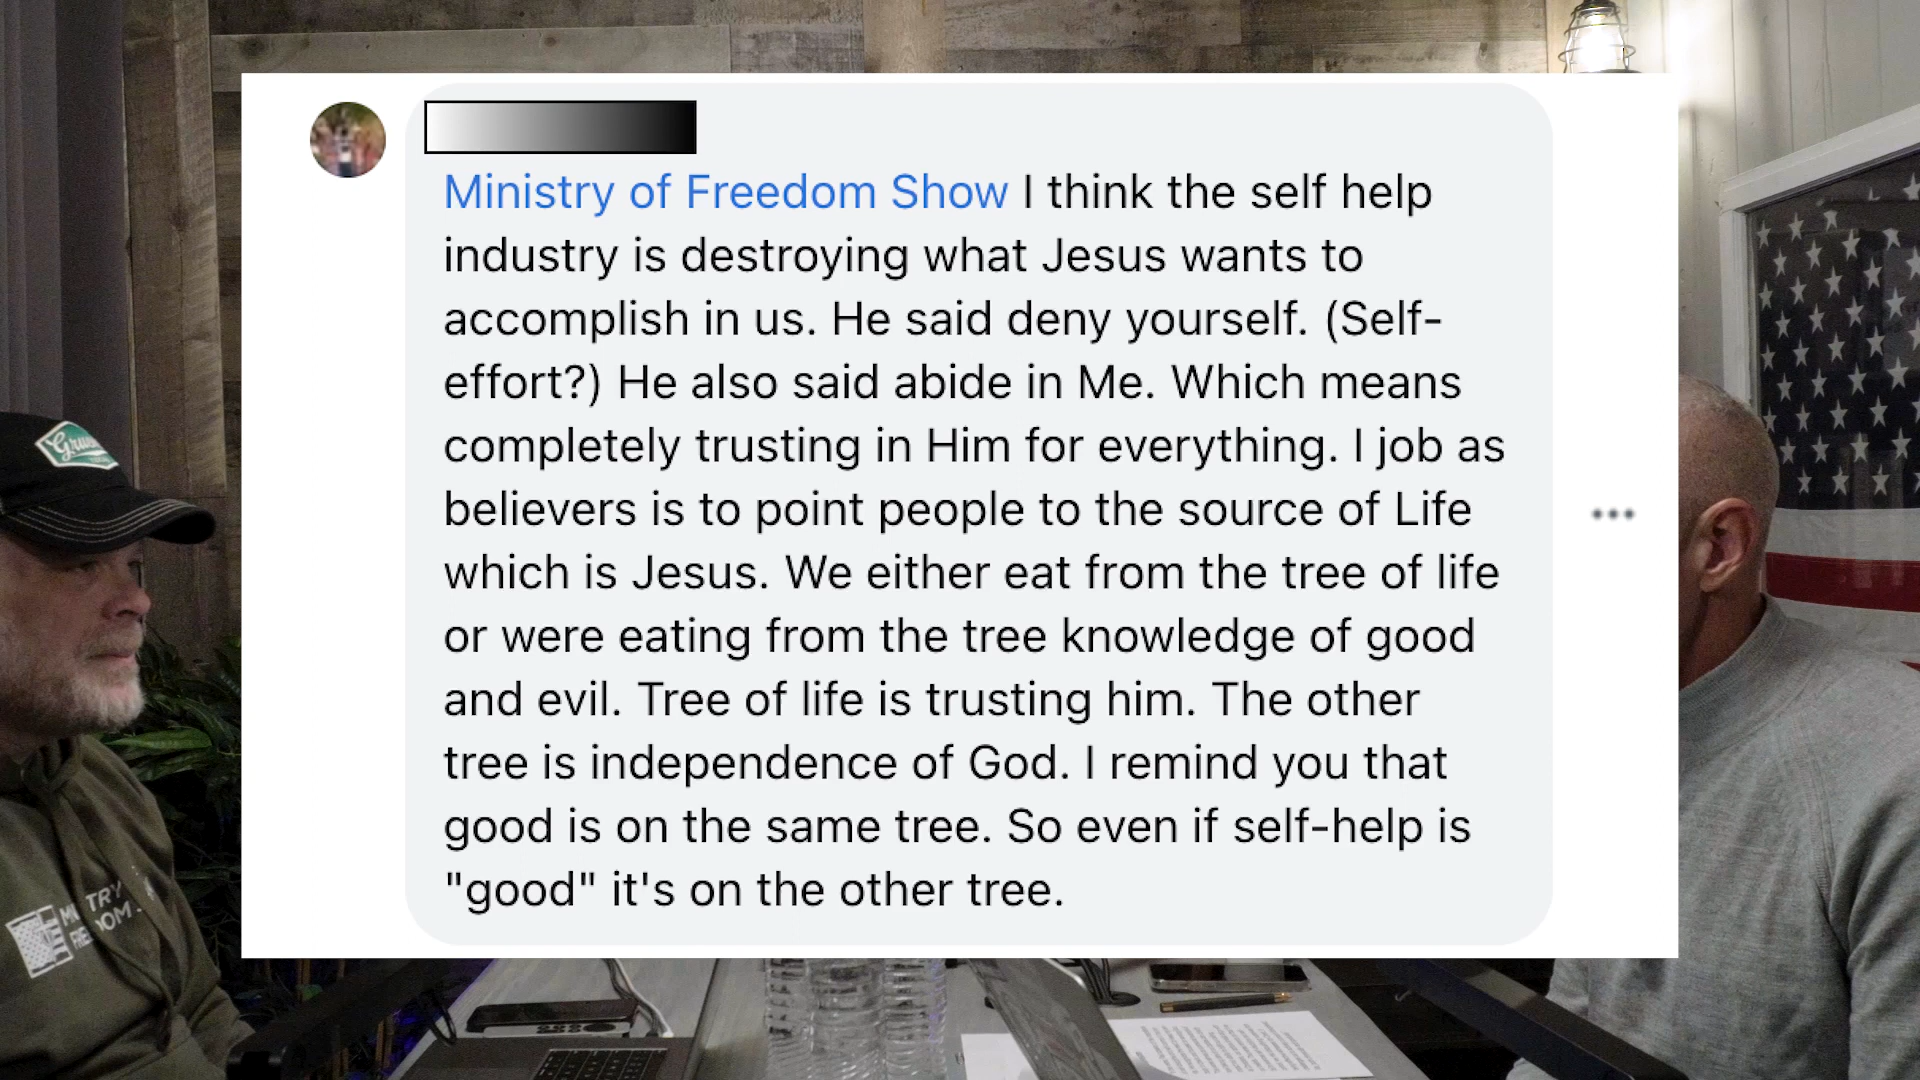 Ministry of Freedom Show I think the self help
industry is destroying what Jesus wants to
accomplish in us. He said deny yourself. (Self-
effort?) He also said abide in Me. Which means
completely trusting in Him for everything. I job as
believers is to point people to the source of Life
which is Jesus. We either eat from the tree of life
or were eating from the tree knowledge of good
and evil. Tree of life is trusting him. The other
tree is independence of God. I remind you that
good is on the same tree. So even if self-help is
"good" it's on the other tree.